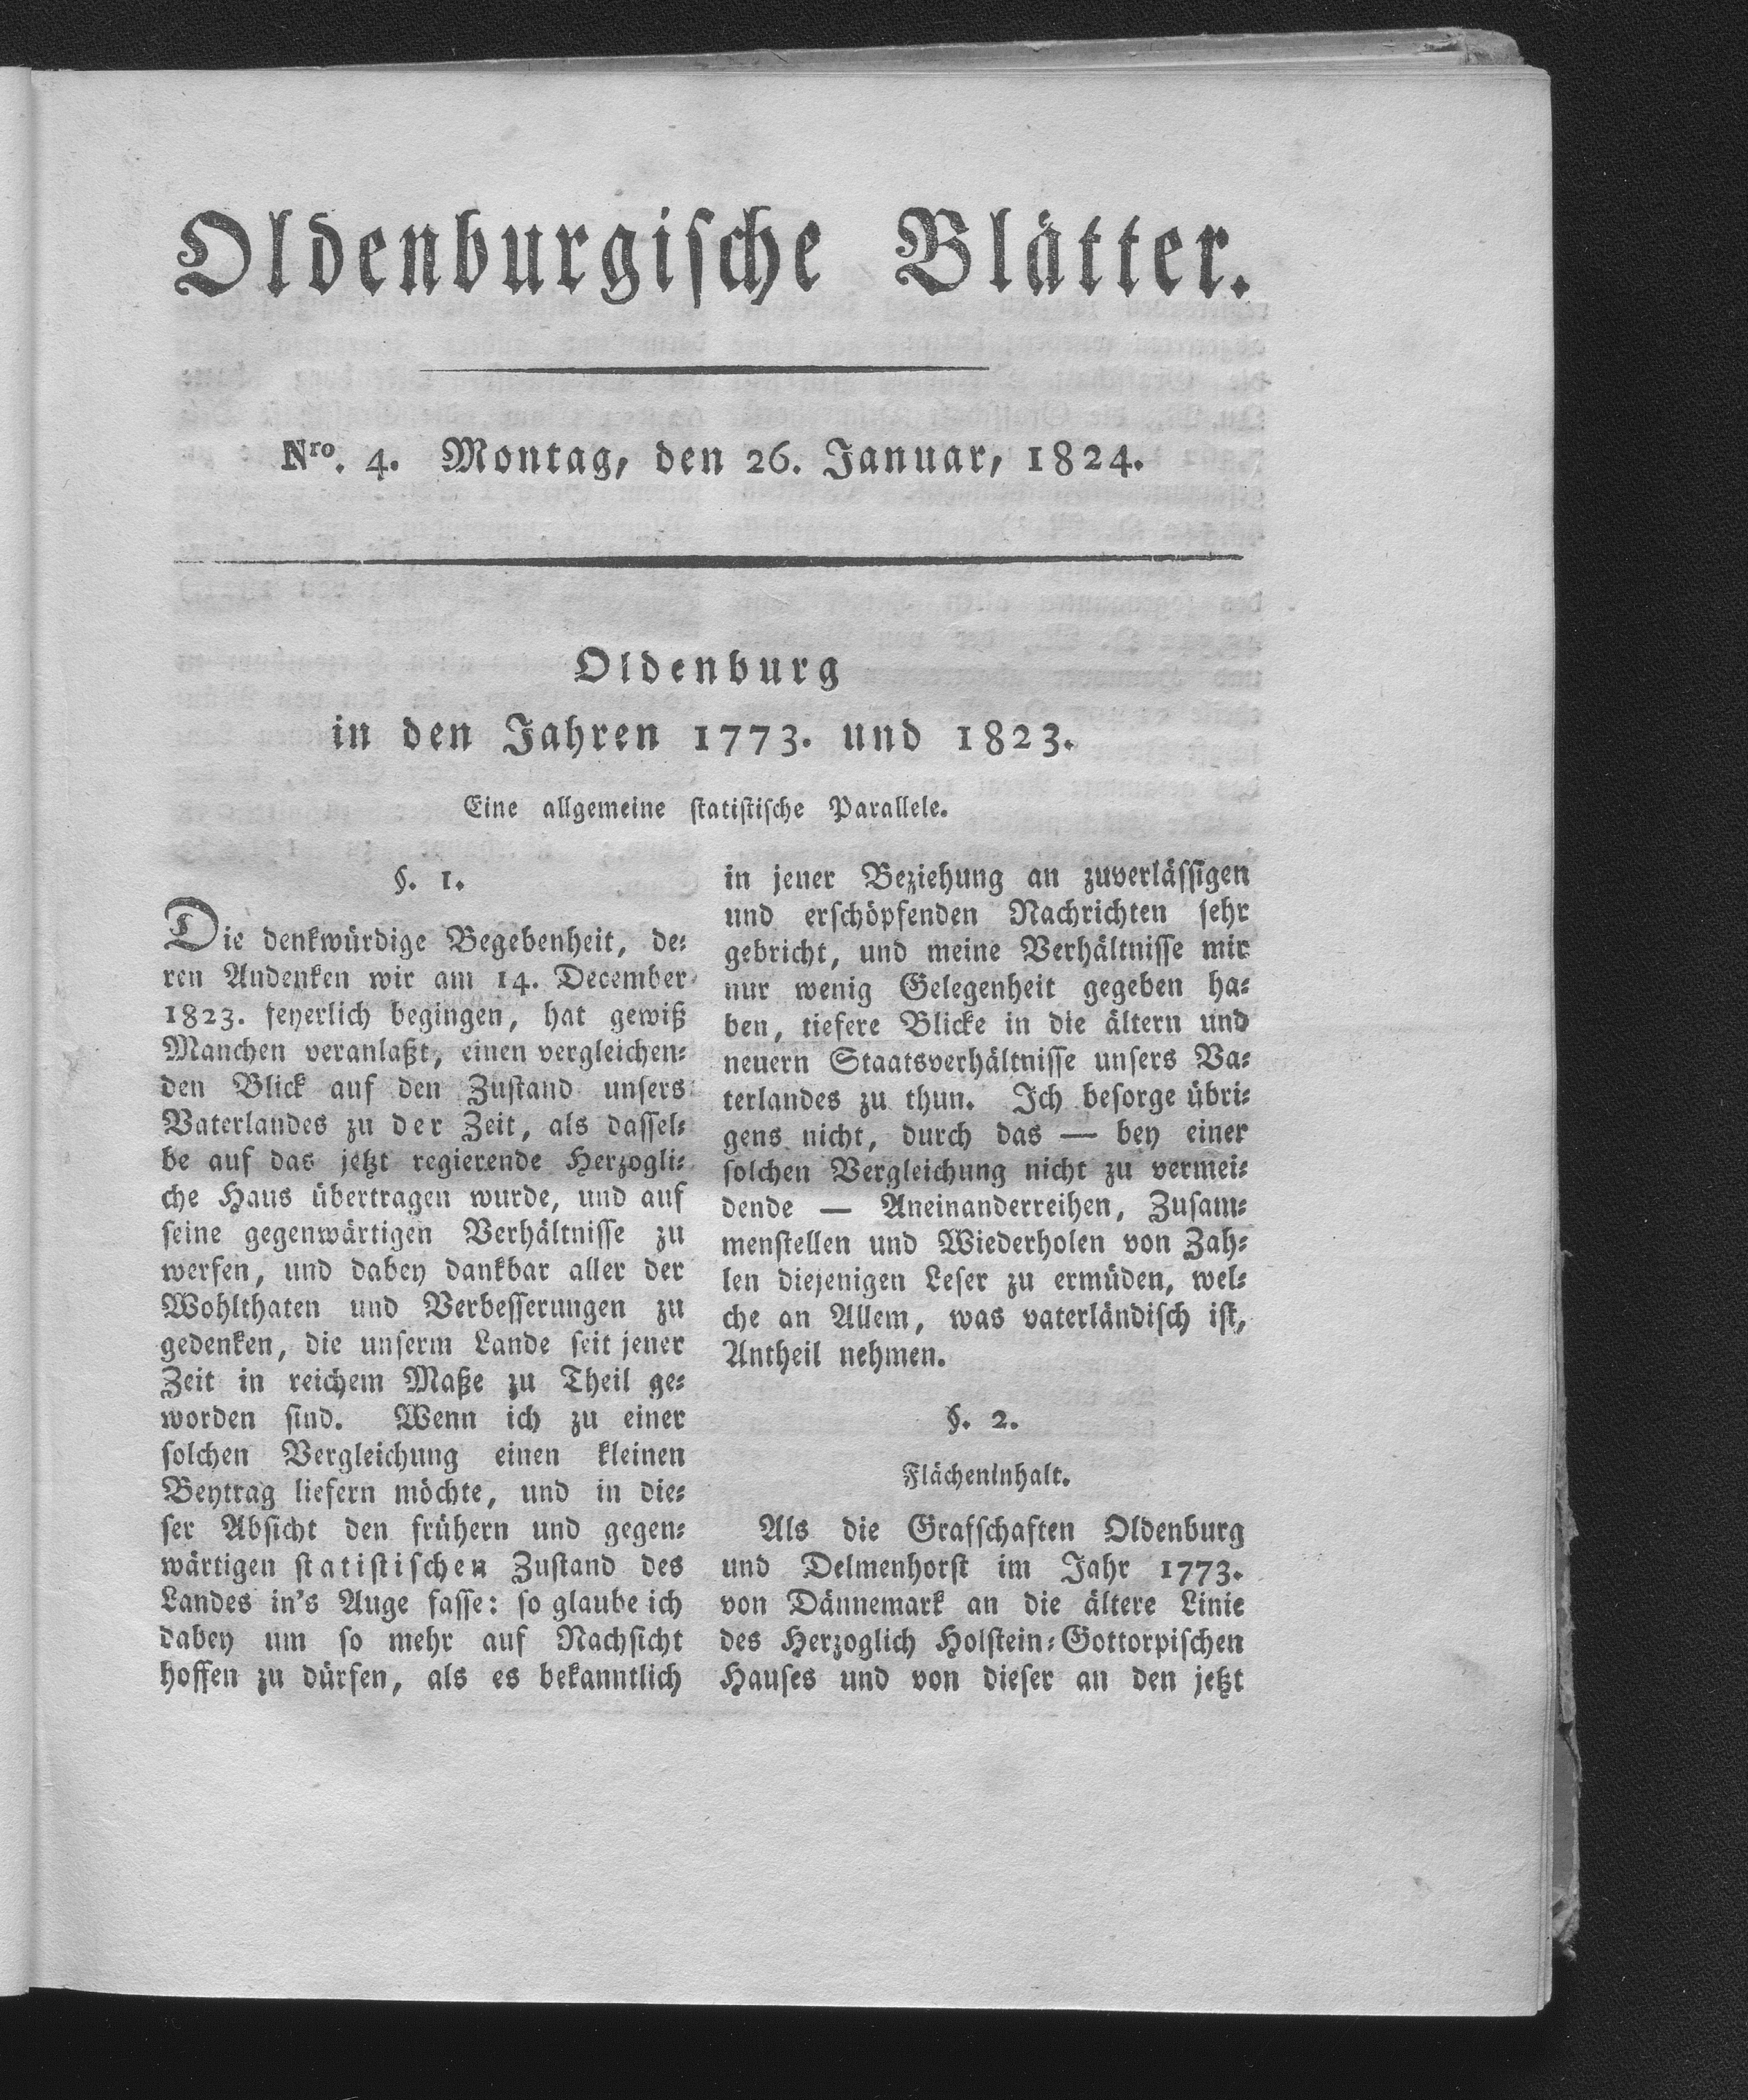 Oldenburgische Blätter.
Nro. 4. Montag, den 26. Januar, 1824.
Oldenburg
in den Jahren 1773. und 1823.
Eine allgemeine statistische Parallele.
§. 1.
Die denkwürdige Begebenheit, de-
ren Andenken wir am 14. December
1823. feyerlich begingen, hat gewiß
Manchen veranlaßt, einen vergleichen-
den Blick auf den Zustand unsers
Vaterlandes zu der Zeit, als dassel-
be auf das jetzt regierende Herzogli-
che Haus übertragen wurde, und auf
seine gegenwärtigen Verhältnisse zu
werfen, und dabey dankbar aller der
Wohlthaten und Verbesserungen zu
gedenken, die unserm Lande seit jener
Zeit in reichem Maße zu Theil ge-
worden sind. Wenn ich zu einer
solchen Vergleichung einen kleinen
Beytrag liefern möchte, und in die-
ser Absicht den frühern und gegen-
wärtigen statistischen Zustand des
Landes in's Auge fasse: so glaube ich
dabey um so mehr auf Nachsicht
hoffen zu dürfen, als es bekanntlich
in jener Beziehung an zuverlässigen
und erschöpfenden Nachrichten sehr
gebricht, und meine Verhältnisse mir
nur wenig Gelegenheit gegeben ha-
ben, tiefere Blicke in die ältern und
neuern Staatsverhältnisse unsers Va-
terlandes zu thun. Ich besorge übri-
gens nicht, durch das — bey einer
solchen Vergleichung nicht zu vermei-
dende — Aneinanderreihen, Zusam-
menstellen und Wiederholen von Zah-
len diejenigen Leser zu ermüden, wel-
che an Allem, was vaterländisch ist,
Antheil nehmen.
§. 2.
Flächeninhalt.
Als die Grafschaften Oldenburg
und Delmenhorst im Jahr 1773.
von Dännemark an die ältere Linie
des Herzoglich Holstein-Gottorpischen
Hauses und von dieser an den jetzt